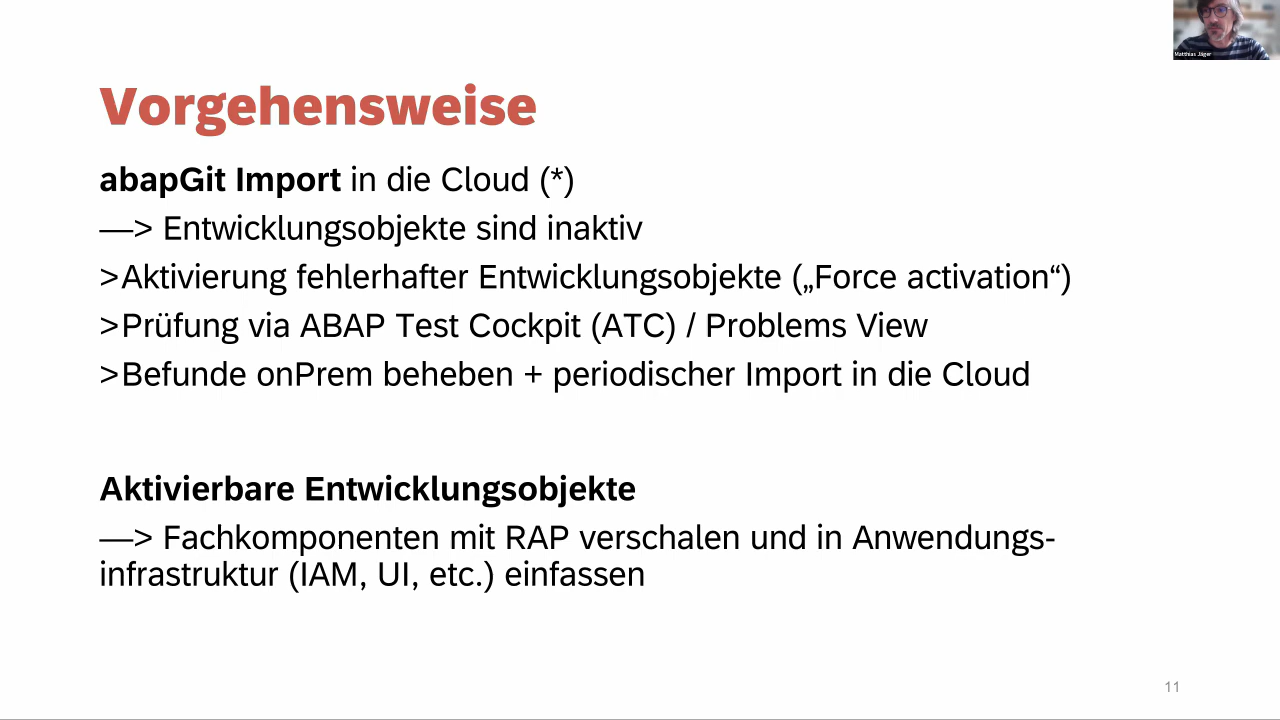 Matthias Jäger
Vorgehensweise
abapGit Import in die Cloud (*)
—> Entwicklungsobjekte sind inaktiv
>Aktivierung fehlerhafter Entwicklungsobjekte („Force activation“)
>Prüfung via ABAP Test Cockpit (ATC) / Problems View
>Befunde onPrem beheben + periodischer Import in die Cloud
Aktivierbare Entwicklungsobjekte
—> Fachkomponenten mit RAP verschalen und in Anwendungs-
infrastruktur (IAM, UI, etc.) einfassen
11